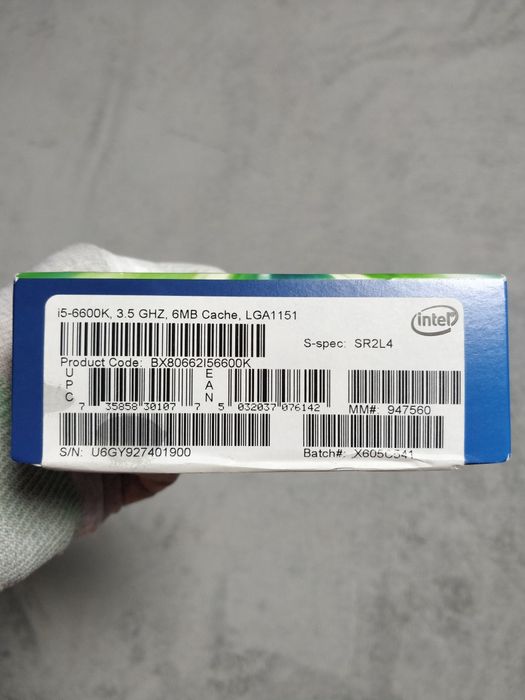 i5-6600K, 3.5 GHZ, 6MB Cache, LGA1151
intel
S-spec: SR2L4
Product Code: BX80662I56600K
UPC
7 35858 30107 7
EAN
5 032037 076142
MM#: 947560
S/N: U6GY927401900
Batch#: X605C541